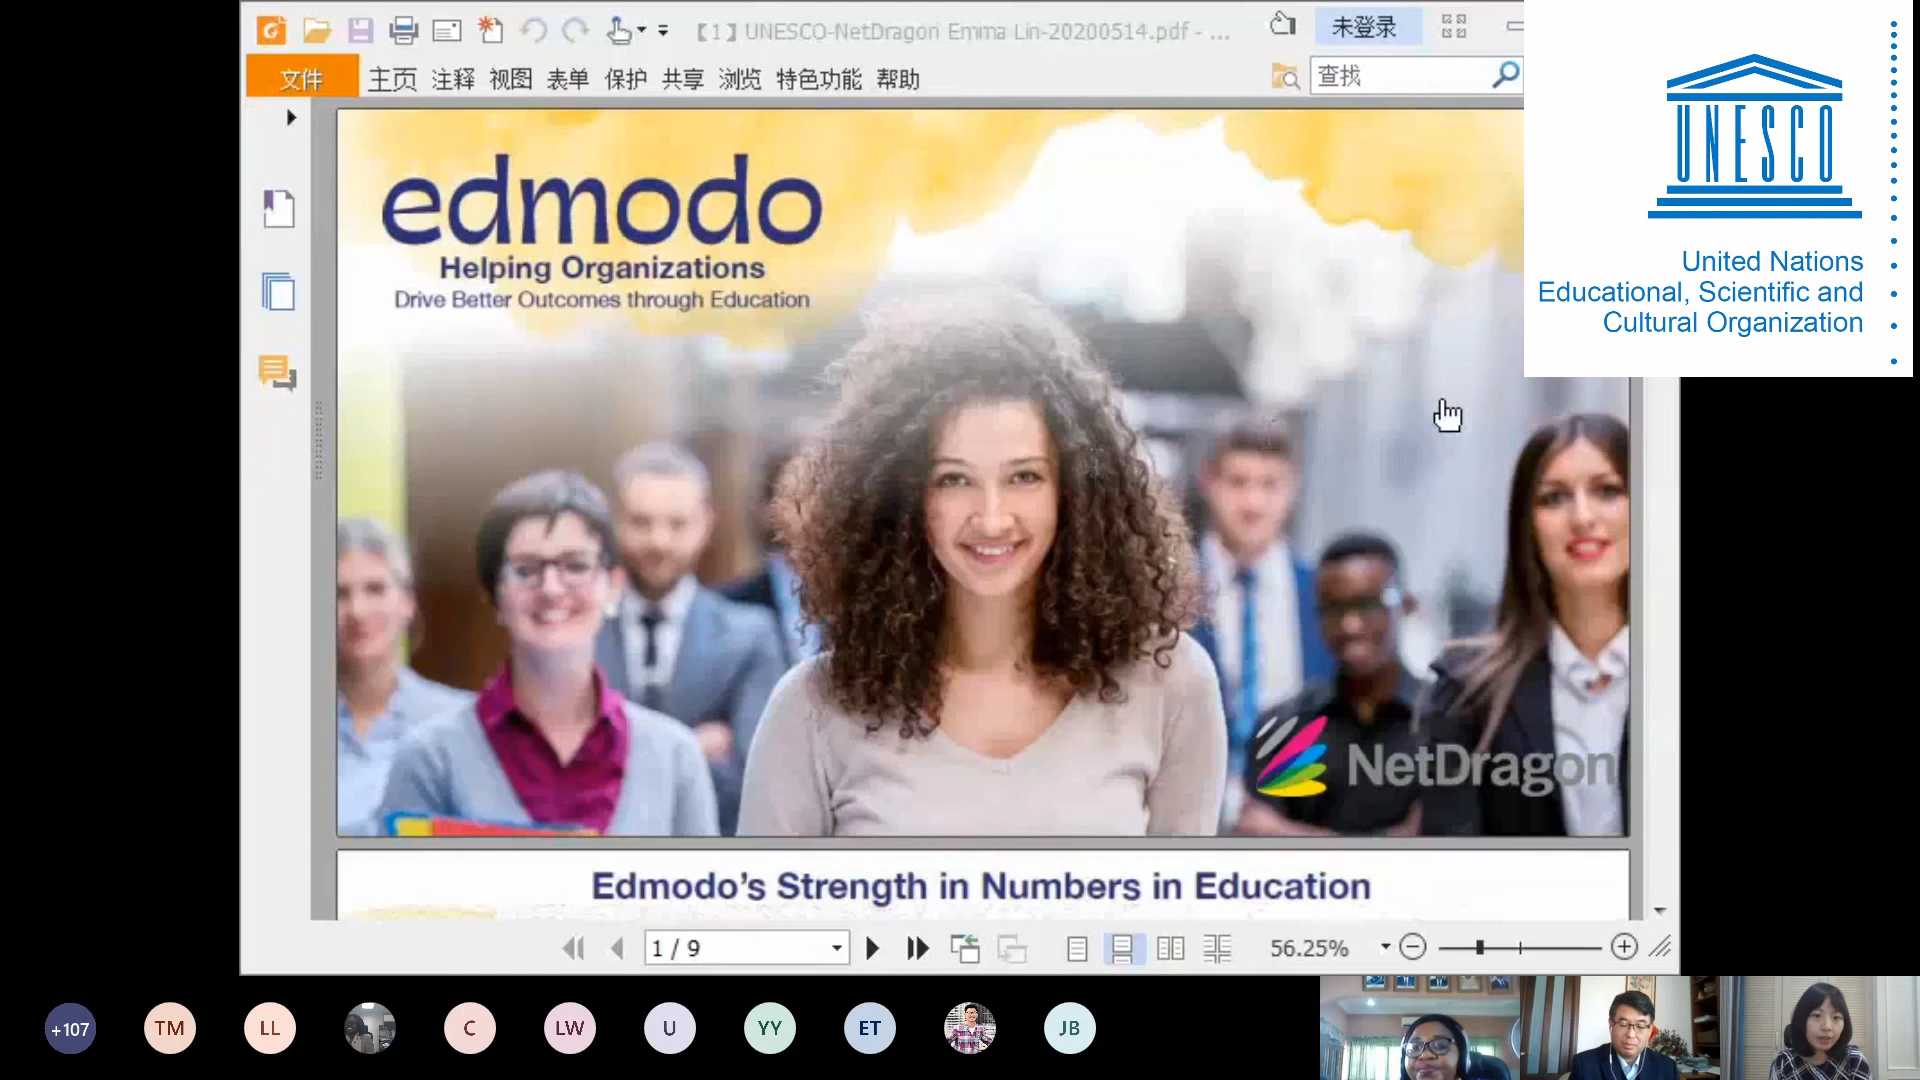 【1】UNESCO-NetDragon Emma Lin-20200514.pdf - ...
未登录
文件 主页 注释 视图 表单 保护 共享 浏览 特色功能 帮助
查找
UNESCO
United Nations
Educational, Scientific and
Cultural Organization
edmodo
Helping Organizations
Drive Better Outcomes through Education
NetDragon
Edmodo's Strength in Numbers in Education
1 / 9
56.25%
+107 TM LL C LW U YY ET JB